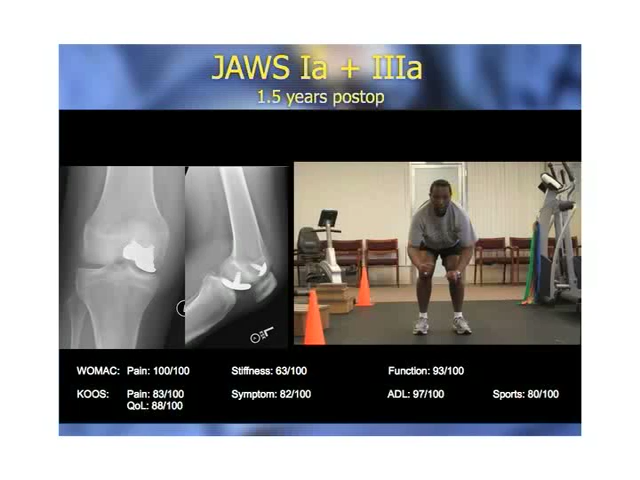 JAWS Ia + IIIa
1.5 years postop
WOMAC: Pain: 100/100 Stiffness: 63/100 Function: 93/100
KOOS: Pain: 83/100 Symptom: 82/100 ADL: 97/100 Sports: 80/100
QoL: 88/100